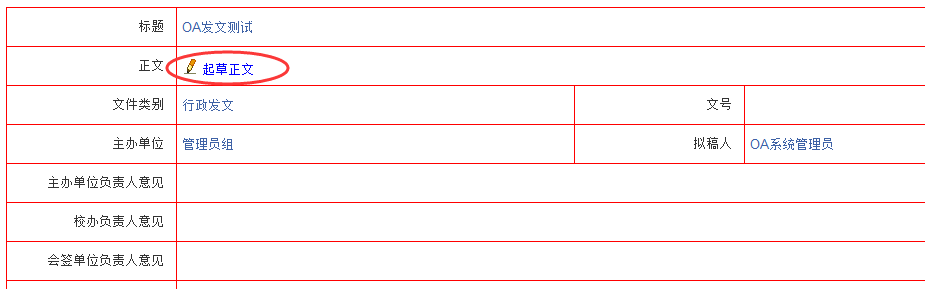 标题 OA发文测试
正文 起草正文
文件类别 行政发文 文号
主办单位 管理员组 拟稿人 OA系统管理员
主办单位负责人意见
校办负责人意见
会签单位负责人意见